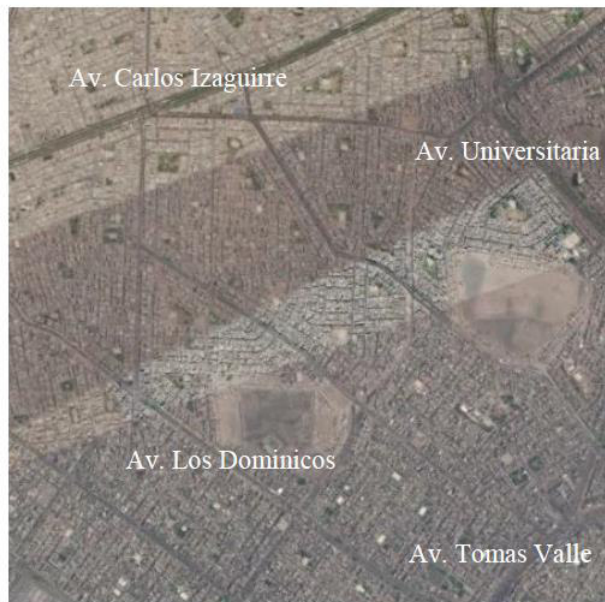 Av. Carlos Izaguirre
Av. Universitaria
Av. Los Dominicos
Av. Tomas Valle